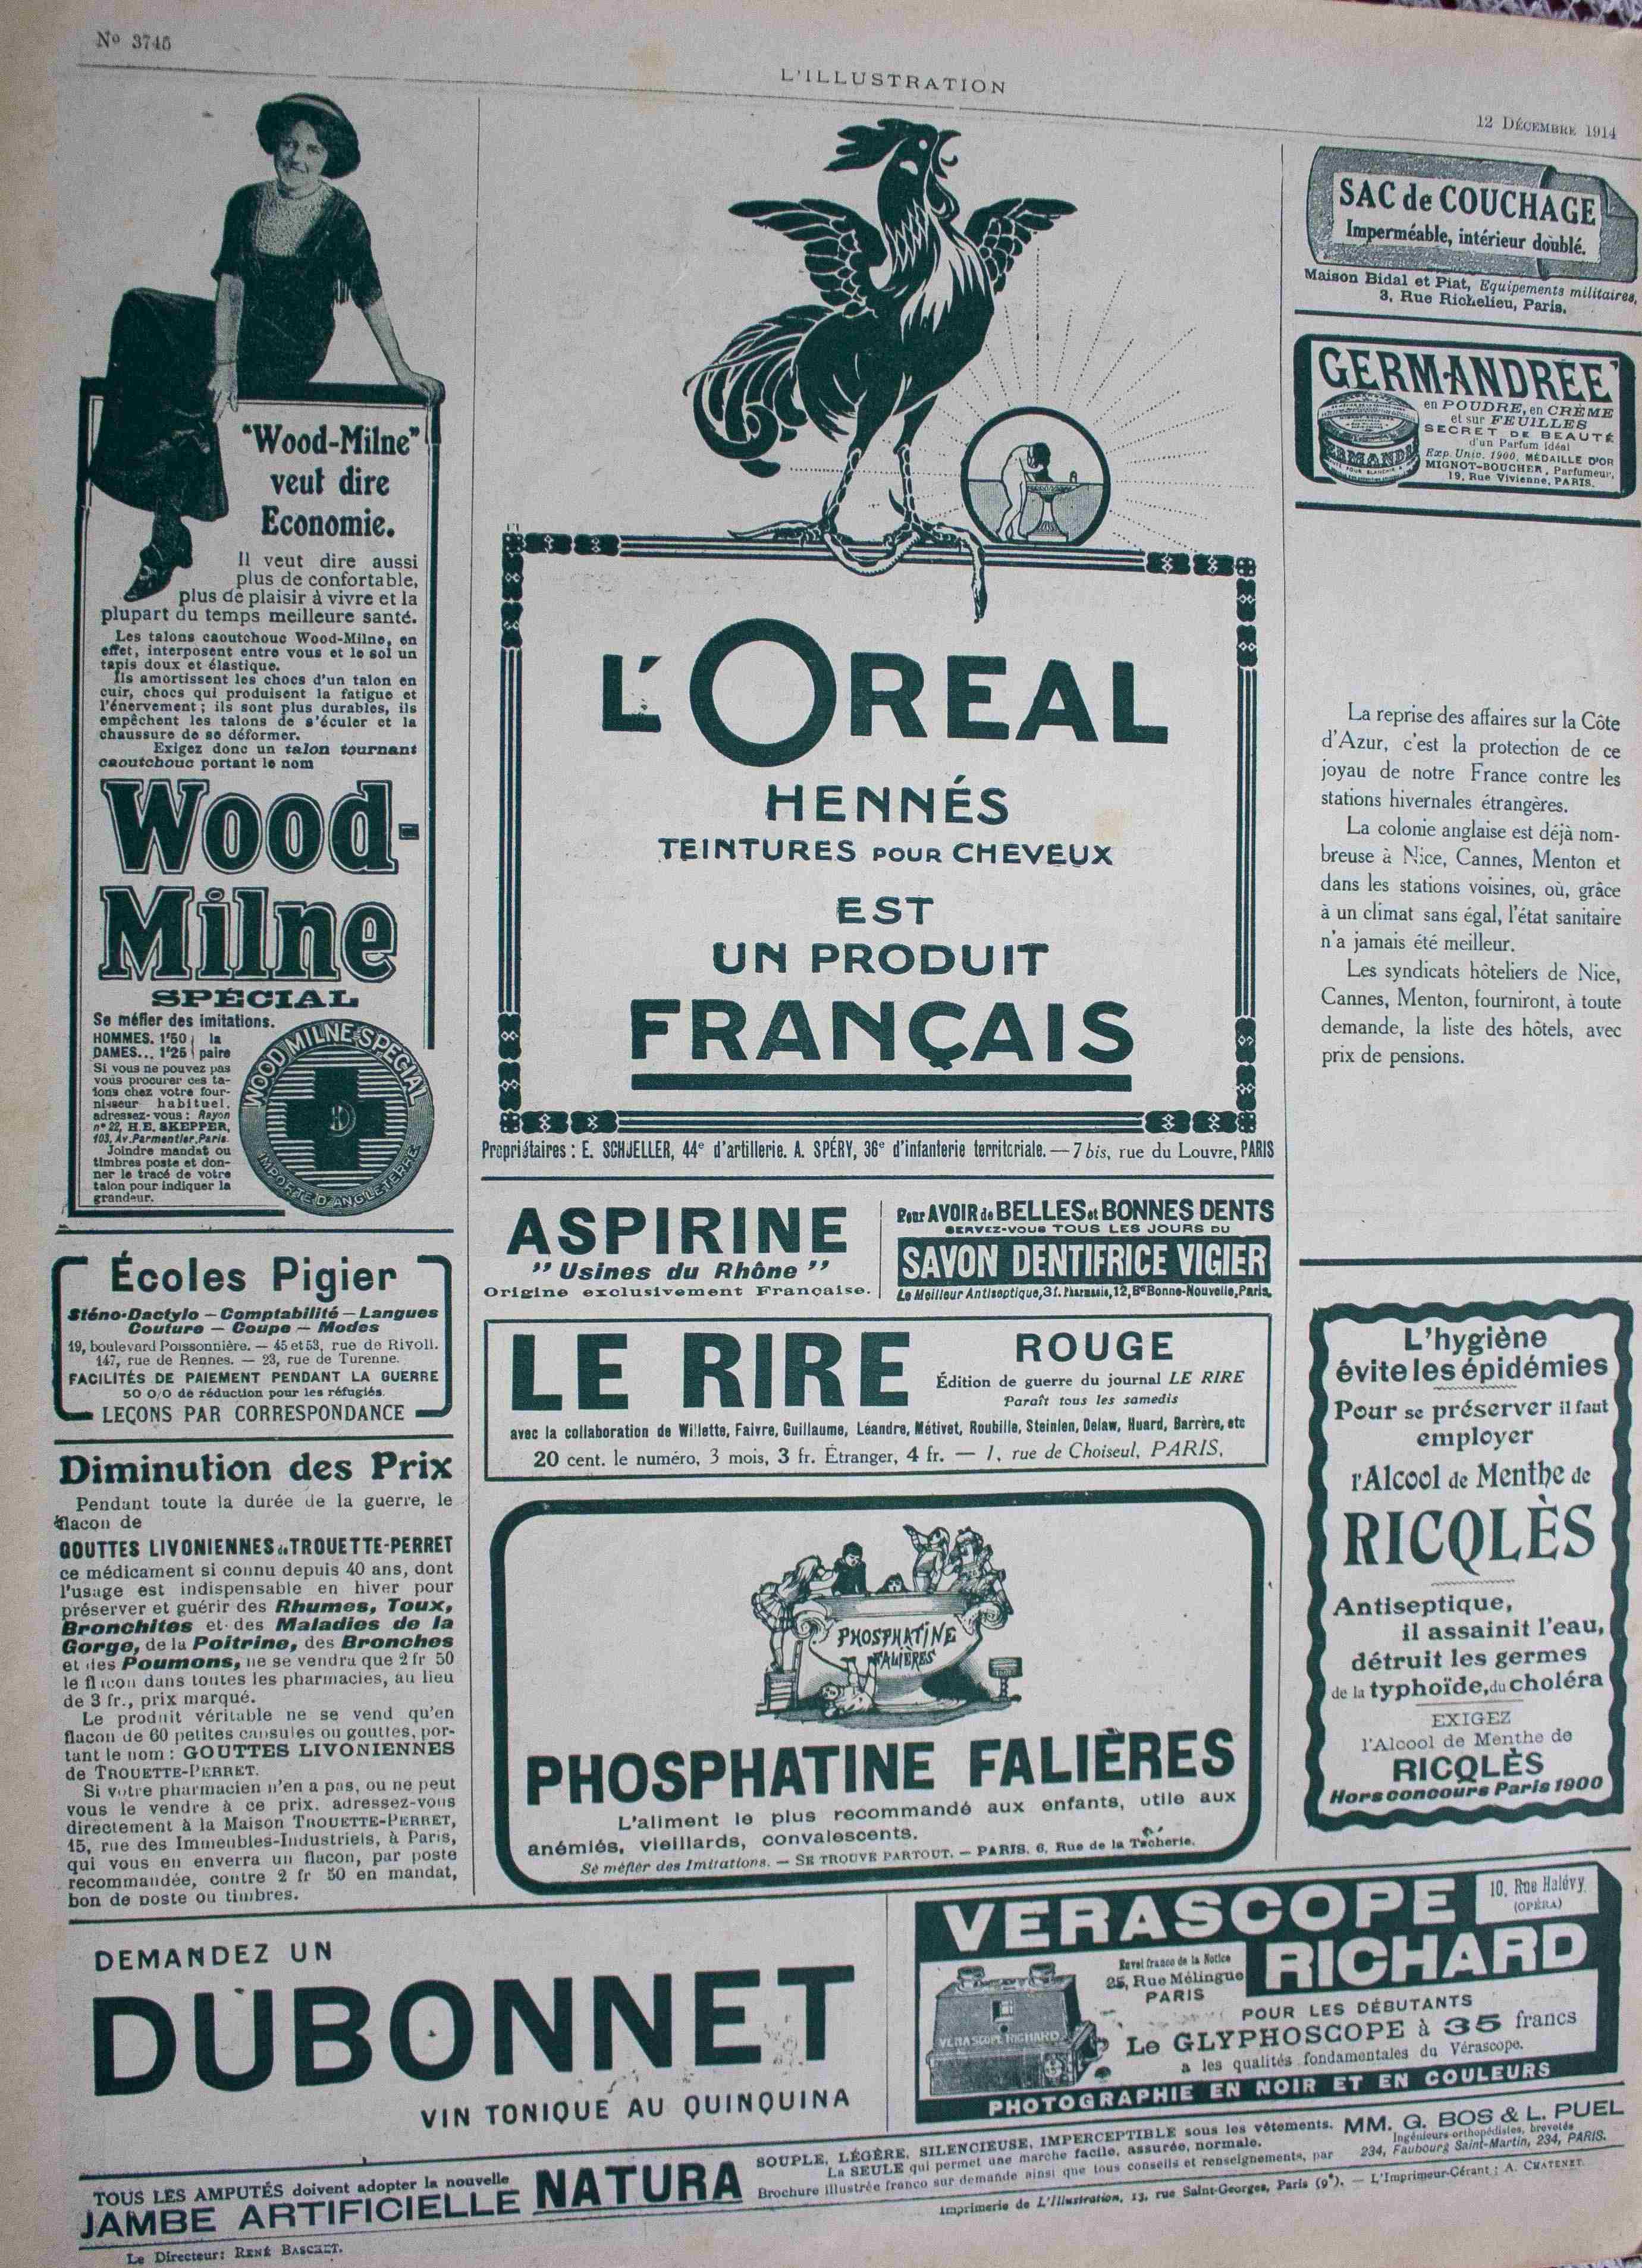 No 3745
L'ILLUSTRATION
12 DÉCEMBRE 1914
"Wood-Milne"
veut dire
Economie.
Il veut dire aussi
plus de confortable,
plus de plaisir à vivre et la
plupart du temps meilleure santé.
Les talons caoutchouc Wood-Milne, en
effet, interposent entre vous et le sol un
tapis doux et élastique.
Ils amortissent les chocs d'un talon en
cuir, chocs qui produisent la fatigue et
l'énervement ; ils sont plus durables, ils
empêchent les talons de s'éculer et la
chaussure de se déformer.
Exigez donc un talon tournant
caoutchouc portant le nom
Wood-
Milne
SPÉCIAL
Se méfier des imitations.
HOMMES. 1'50 la
DAMES... 1'25 paire
Si vous ne pouvez pas
vous procurer ces ta-
lons chez votre four-
nisseur habituel,
adressez-vous : Rayon
n° 22, H.E. SKEPPER,
103, Av. Parmentier, Paris.
Joindre mandat ou
timbres poste et don-
ner le tracé de votre
talon pour indiquer la
grandeur.
WOOD MILNE SPECIAL
IMPORTÉ D'ANGLETERRE
Écoles Pigier
Sténo-Dactylo — Comptabilité — Langues
Couture — Coupe — Modes
19, boulevard Poissonnière. — 45 et 53, rue de Rivoli.
147, rue de Rennes. — 23, rue de Turenne.
FACILITÉS DE PAIEMENT PENDANT LA GUERRE
50 0/0 de réduction pour les réfugiés.
LEÇONS PAR CORRESPONDANCE
Diminution des Prix
Pendant toute la durée de la guerre, le
flacon de
GOUTTES LIVONIENNES de TROUETTE-PERRET
ce médicament si connu depuis 40 ans, dont
l'usage est indispensable en hiver pour
préserver et guérir des Rhumes, Toux,
Bronchites et des Maladies de la
Gorge, de la Poitrine, des Bronches
et des Poumons, ne se vendra que 2 fr 50
le flacon dans toutes les pharmacies, au lieu
de 3 fr., prix marqué.
Le produit véritable ne se vend qu'en
flacon de 60 petites capsules ou gouttes, por-
tant le nom : GOUTTES LIVONIENNES
de TROUETTE-PERRET.
Si votre pharmacien n'en a pas, ou ne peut
vous le vendre à ce prix. adressez-vous
directement à la Maison TROUETTE-PERRET,
15, rue des Immeubles-Industriels, à Paris,
qui vous en enverra un flacon, par poste
recommandée, contre 2 fr 50 en mandat,
bon de poste ou timbres.
L'OREAL
HENNÉS
TEINTURES POUR CHEVEUX
EST
UN PRODUIT
FRANÇAIS
Propriétaires : E. SCHUELLER, 44e d'artillerie. A. SPÉRY, 36e d'infanterie territoriale. — 7 bis, rue du Louvre, PARIS
ASPIRINE
"Usines du Rhône"
Origine exclusivement Française.
Pour AVOIR de BELLES et BONNES DENTS
SERVEZ-VOUS TOUS LES JOURS DU
SAVON DENTIFRICE VIGIER
Le Meilleur Antiseptique, 3f. Pharmacie, 12, Bd Bonne-Nouvelle, Paris.
LE RIRE ROUGE
Édition de guerre du journal LE RIRE
Paraît tous les samedis
avec la collaboration de Willette, Faivre, Guillaume, Léandre, Métivet, Roubille, Steinlen, Delaw, Huard, Barrère, etc
20 cent. le numéro, 3 mois, 3 fr. Étranger, 4 fr. — 1, rue de Choiseul, PARIS.
PHOSPHATINE
FALIÈRES
PHOSPHATINE FALIÈRES
L'aliment le plus recommandé aux enfants, utile aux
anémiés, vieillards, convalescents.
Se méfier des Imitations. — SE TROUVE PARTOUT. — PARIS, 6, Rue de la Tacherie.
SAC de COUCHAGE
Imperméable, intérieur doublé.
Maison Bidal et Piat, Equipements militaires,
3, Rue Richelieu, Paris.
GERMANDRÉE
en POUDRE, en CRÈME
et sur FEUILLES
SECRET DE BEAUTÉ
d'un Parfum idéal
Exp. Univ. 1900, MÉDAILLE D'OR
MIGNOT-BOUCHER, Parfumeur,
19, Rue Vivienne, PARIS.
La reprise des affaires sur la Côte
d'Azur, c'est la protection de ce
joyau de notre France contre les
stations hivernales étrangères.
La colonie anglaise est déjà nom-
breuse à Nice, Cannes, Menton et
dans les stations voisines, où, grâce
à un climat sans égal, l'état sanitaire
n'a jamais été meilleur.
Les syndicats hôteliers de Nice,
Cannes, Menton, fourniront, à toute
demande, la liste des hôtels, avec
prix de pensions.
L'hygiène
évite les épidémies
Pour se préserver il faut
employer
l'Alcool de Menthe de
RICQLÈS
Antiseptique,
il assainit l'eau,
détruit les germes
de la typhoïde, du choléra
EXIGEZ
l'Alcool de Menthe de
RICQLÈS
Hors concours Paris 1900
DEMANDEZ UN
DUBONNET
VIN TONIQUE AU QUINQUINA
VERASCOPE
10, Rue Halévy
(OPÉRA)
RICHARD
Envoi franco de la Notice
25, Rue Mélingue
PARIS
VERASCOPE RICHARD
POUR LES DÉBUTANTS
Le GLYPHOSCOPE à 35 francs
a les qualités fondamentales du Vérascope.
PHOTOGRAPHIE EN NOIR ET EN COULEURS
TOUS LES AMPUTÉS doivent adopter la nouvelle
JAMBE ARTIFICIELLE NATURA
SOUPLE, LÉGÈRE, SILENCIEUSE, IMPERCEPTIBLE sous les vêtements.
La SEULE qui permet une marche facile, assurée, normale.
Brochure illustrée franco sur demande ainsi que tous conseils et renseignements, par
MM. G. BOS & L. PUEL
Ingénieurs-orthopédistes, brevetés
234, Faubourg Saint-Martin, 234, PARIS.
Imprimerie de L'Illustration, 13, rue Saint-Georges, Paris (9e). — L'Imprimeur-Gérant : A. CHATENET.
Le Directeur: RENÉ BASCHET.